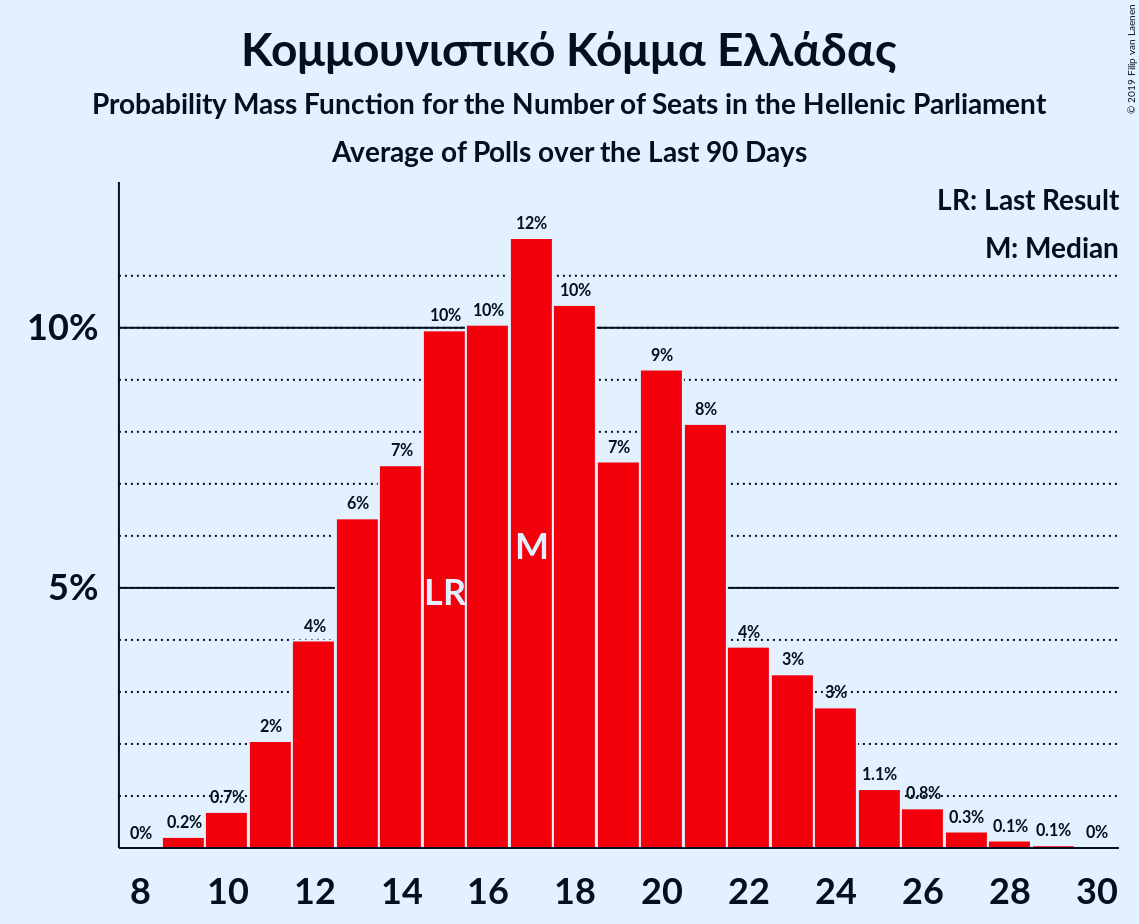 Κομμουνιστικό Κόμμα Ελλάδας
Probability Mass Function for the Number of Seats in the Hellenic Parliament
Average of Polls over the Last 90 Days
© 2019 Filip van Laenen
LR: Last Result
M: Median
10%
5%
0%
0.2%
0.7%
2%
4%
6%
7%
10%
10%
12%
10%
7%
9%
8%
4%
3%
3%
1.1%
0.8%
0.3%
0.1%
0.1%
0%
LR
M
8 10 12 14 16 18 20 22 24 26 28 30